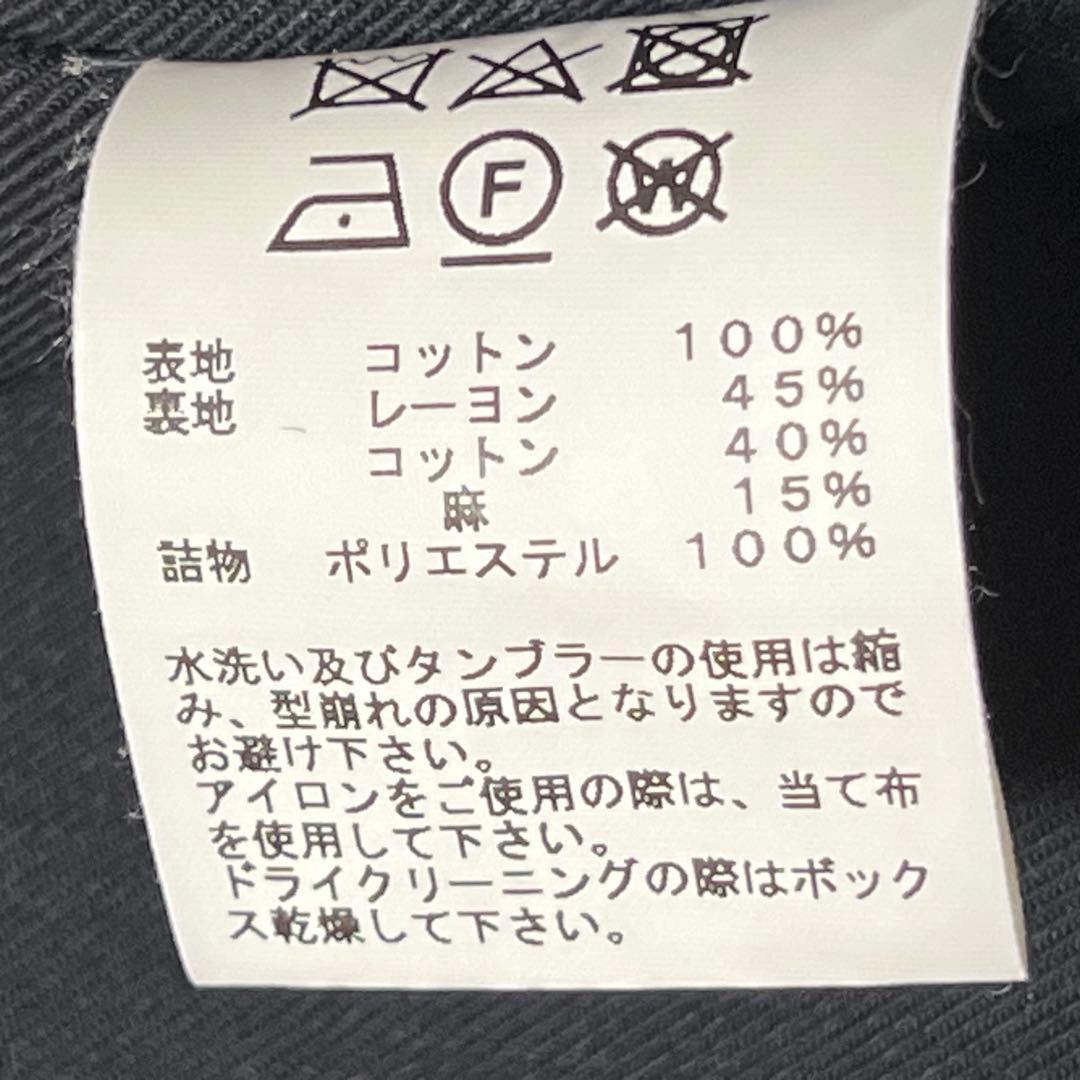 F
W
表地 コットン 100%
裏地 レーヨン 45%
コットン 40%
麻 15%
詰物 ポリエステル 100%
水洗い及びタンブラーの使用は縮
み、型崩れの原因となりますので
お避け下さい。
アイロンをご使用の際は、当て布
を使用して下さい。
ドライクリーニングの際はボック
ス乾燥して下さい。